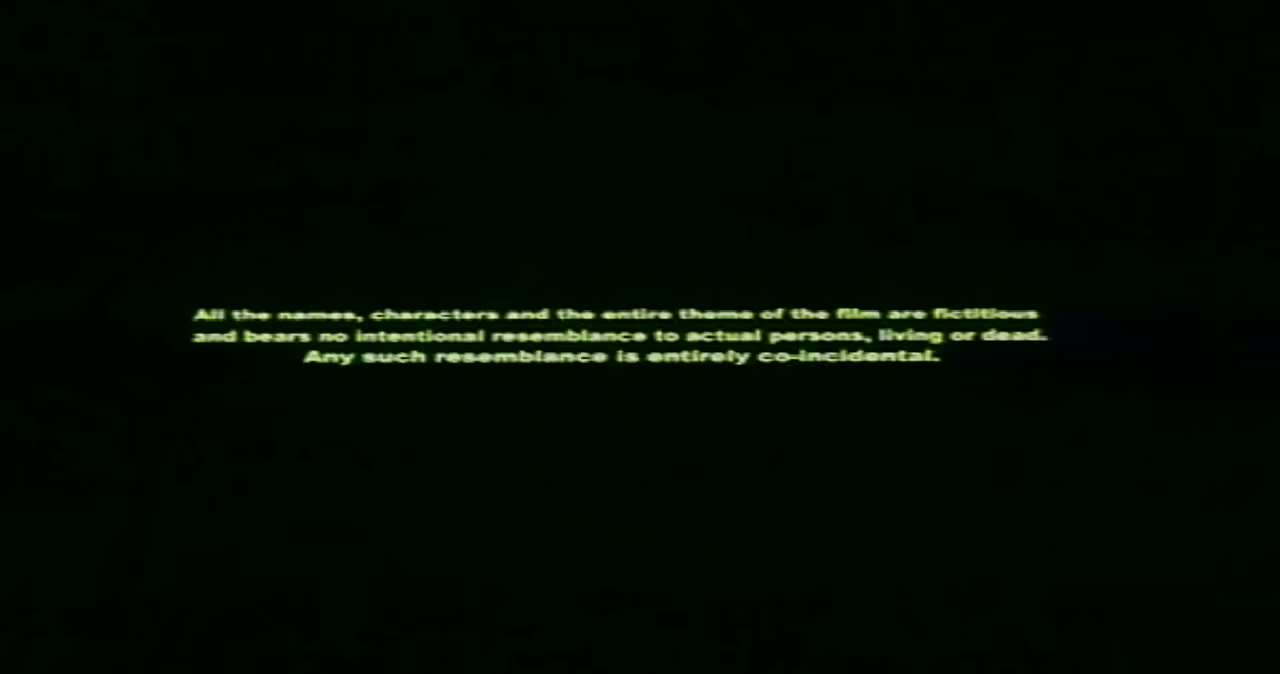 All the names, characters and the entire theme of the film are fictitious
and bears no intentional resemblance to actual persons, living or dead.
Any such resemblance is entirely co-incidental.